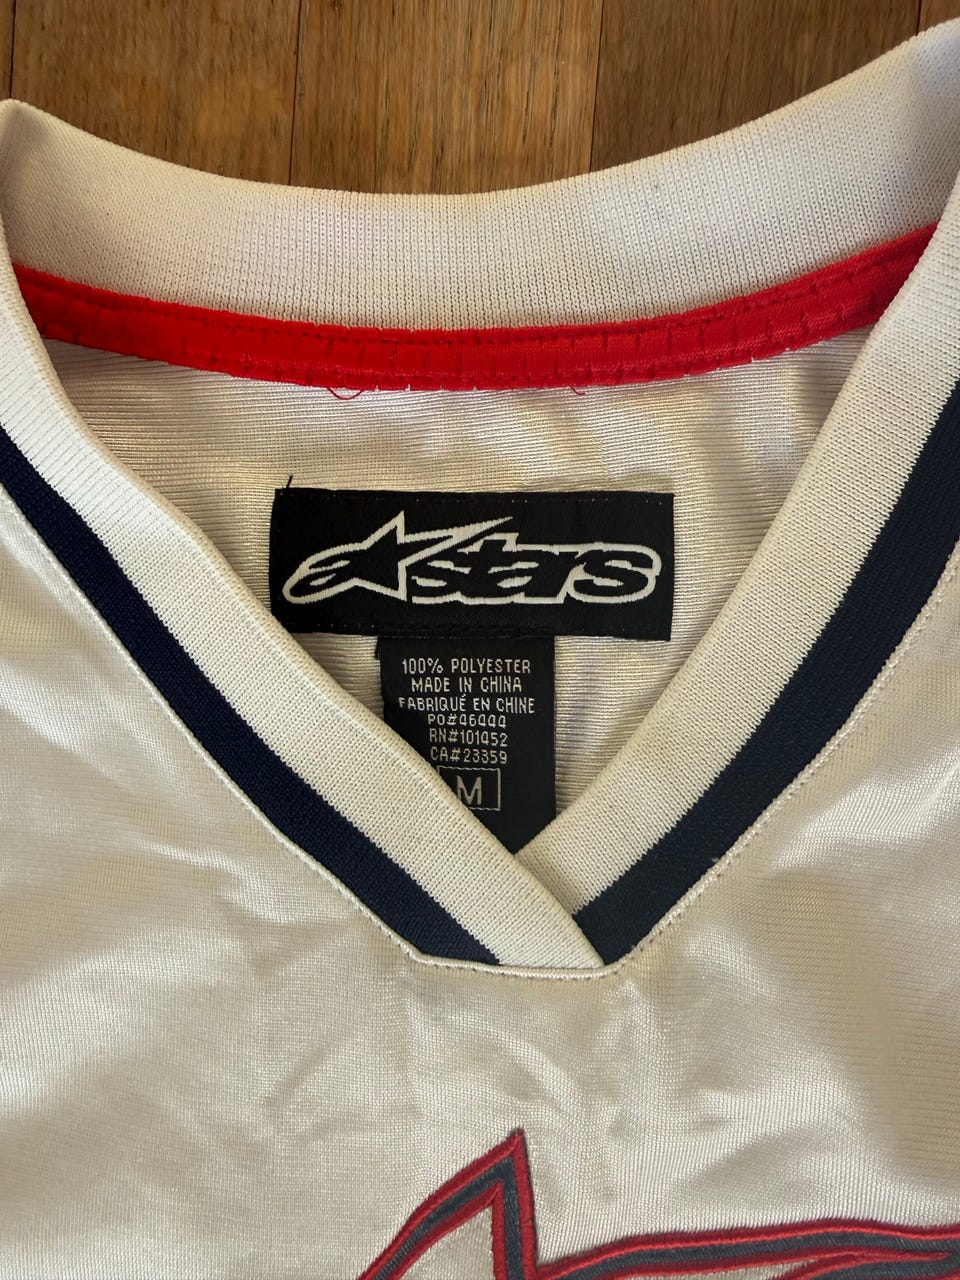 astars
100% POLYESTER
MADE IN CHINA
FABRIQUÉ EN CHINE
PO#46444
RN#101452
CA#23359
M